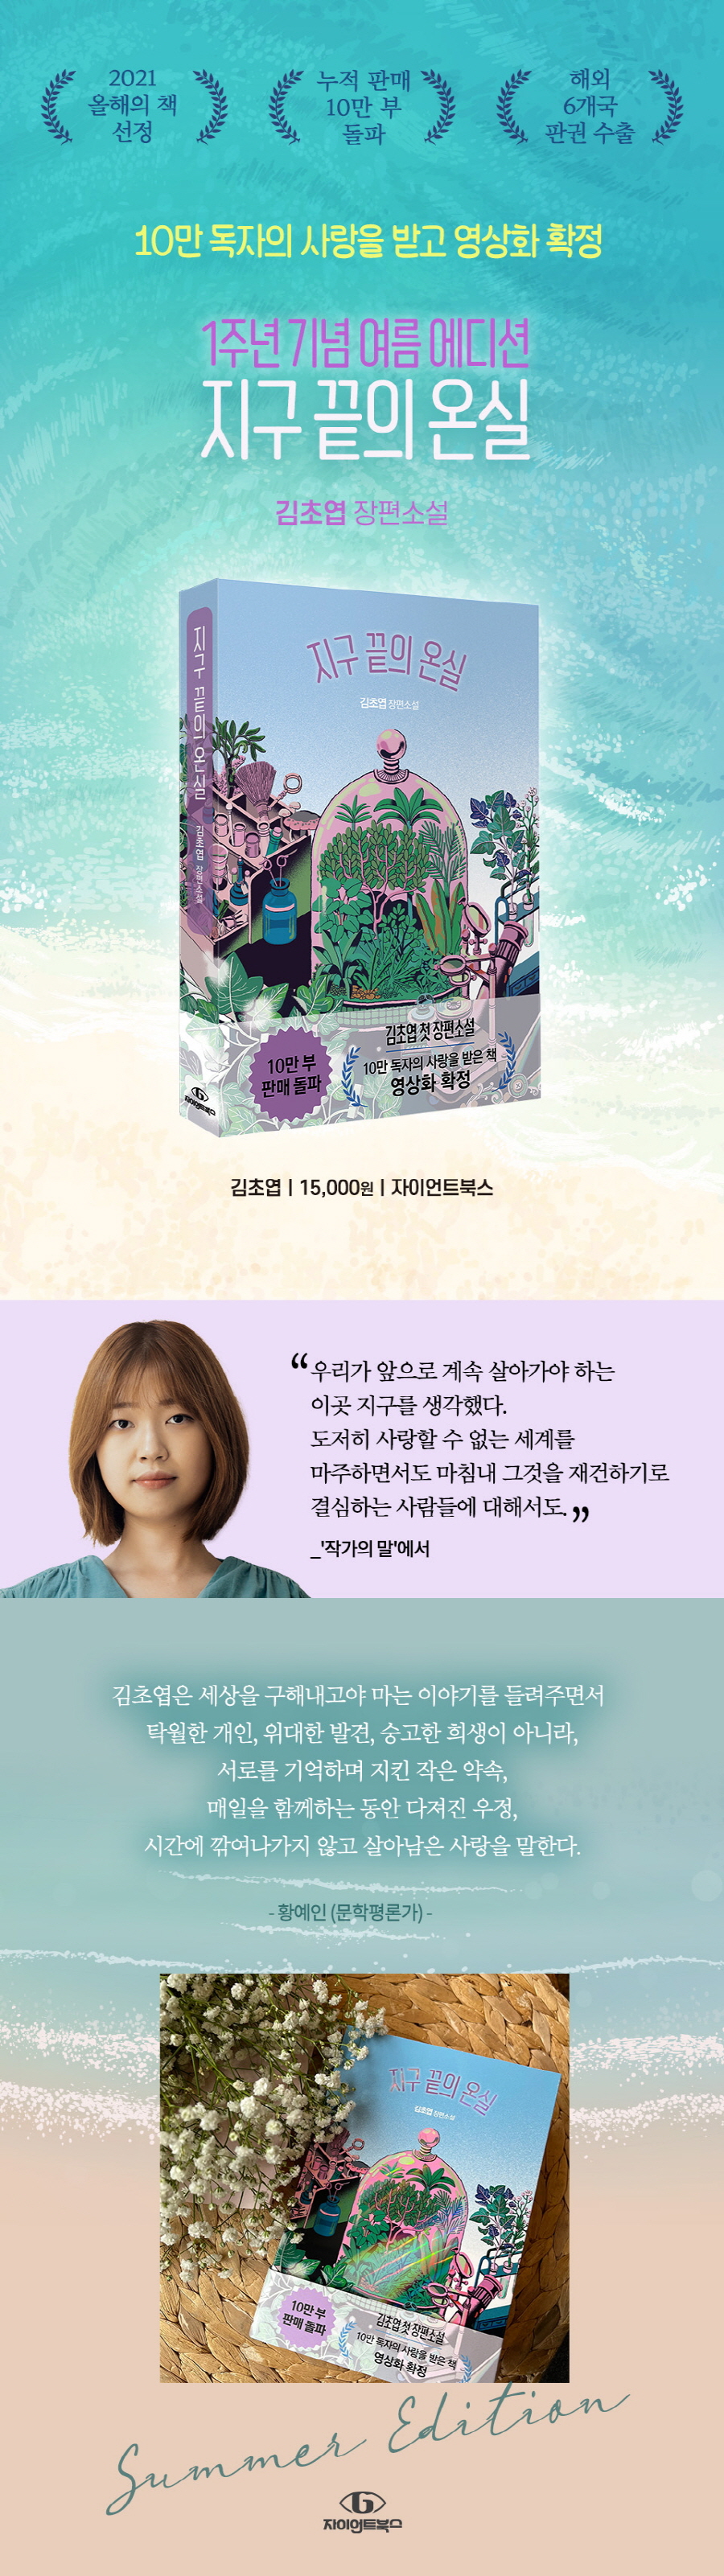 2021
올해의 책
선정
누적 판매
10만 부
돌파
해외
6개국
판권 수출
10만 독자의 사랑을 받고 영상화 확정
1주년 기념 여름 에디션
지구 끝의 온실
김초엽 장편소설
지구 끝의 온실
김초엽 장편소설
지구 끝의 온실
김초엽 장편소설
10만 부
판매 돌파
김초엽 첫 장편소설
10만 독자의 사랑을 받은 책
영상화 확정
G
자이언트북스
김초엽 | 15,000원 | 자이언트북스
“우리가 앞으로 계속 살아가야 하는
이곳 지구를 생각했다.
도저히 사랑할 수 없는 세계를
마주하면서도 마침내 그것을 재건하기로
결심하는 사람들에 대해서도.”
_'작가의 말'에서
김초엽은 세상을 구해내고야 마는 이야기를 들려주면서
탁월한 개인, 위대한 발견, 숭고한 희생이 아니라,
서로를 기억하며 지킨 작은 약속,
매일을 함께하는 동안 다져진 우정,
시간에 깎여나가지 않고 살아남은 사랑을 말한다.
- 황예인 (문학평론가) -
지구 끝의 온실
김초엽 장편소설
10만 부
판매 돌파
김초엽 첫 장편소설
10만 독자의 사랑을 받은 책
영상화 확정
Summer Edition
G
자이언트북스